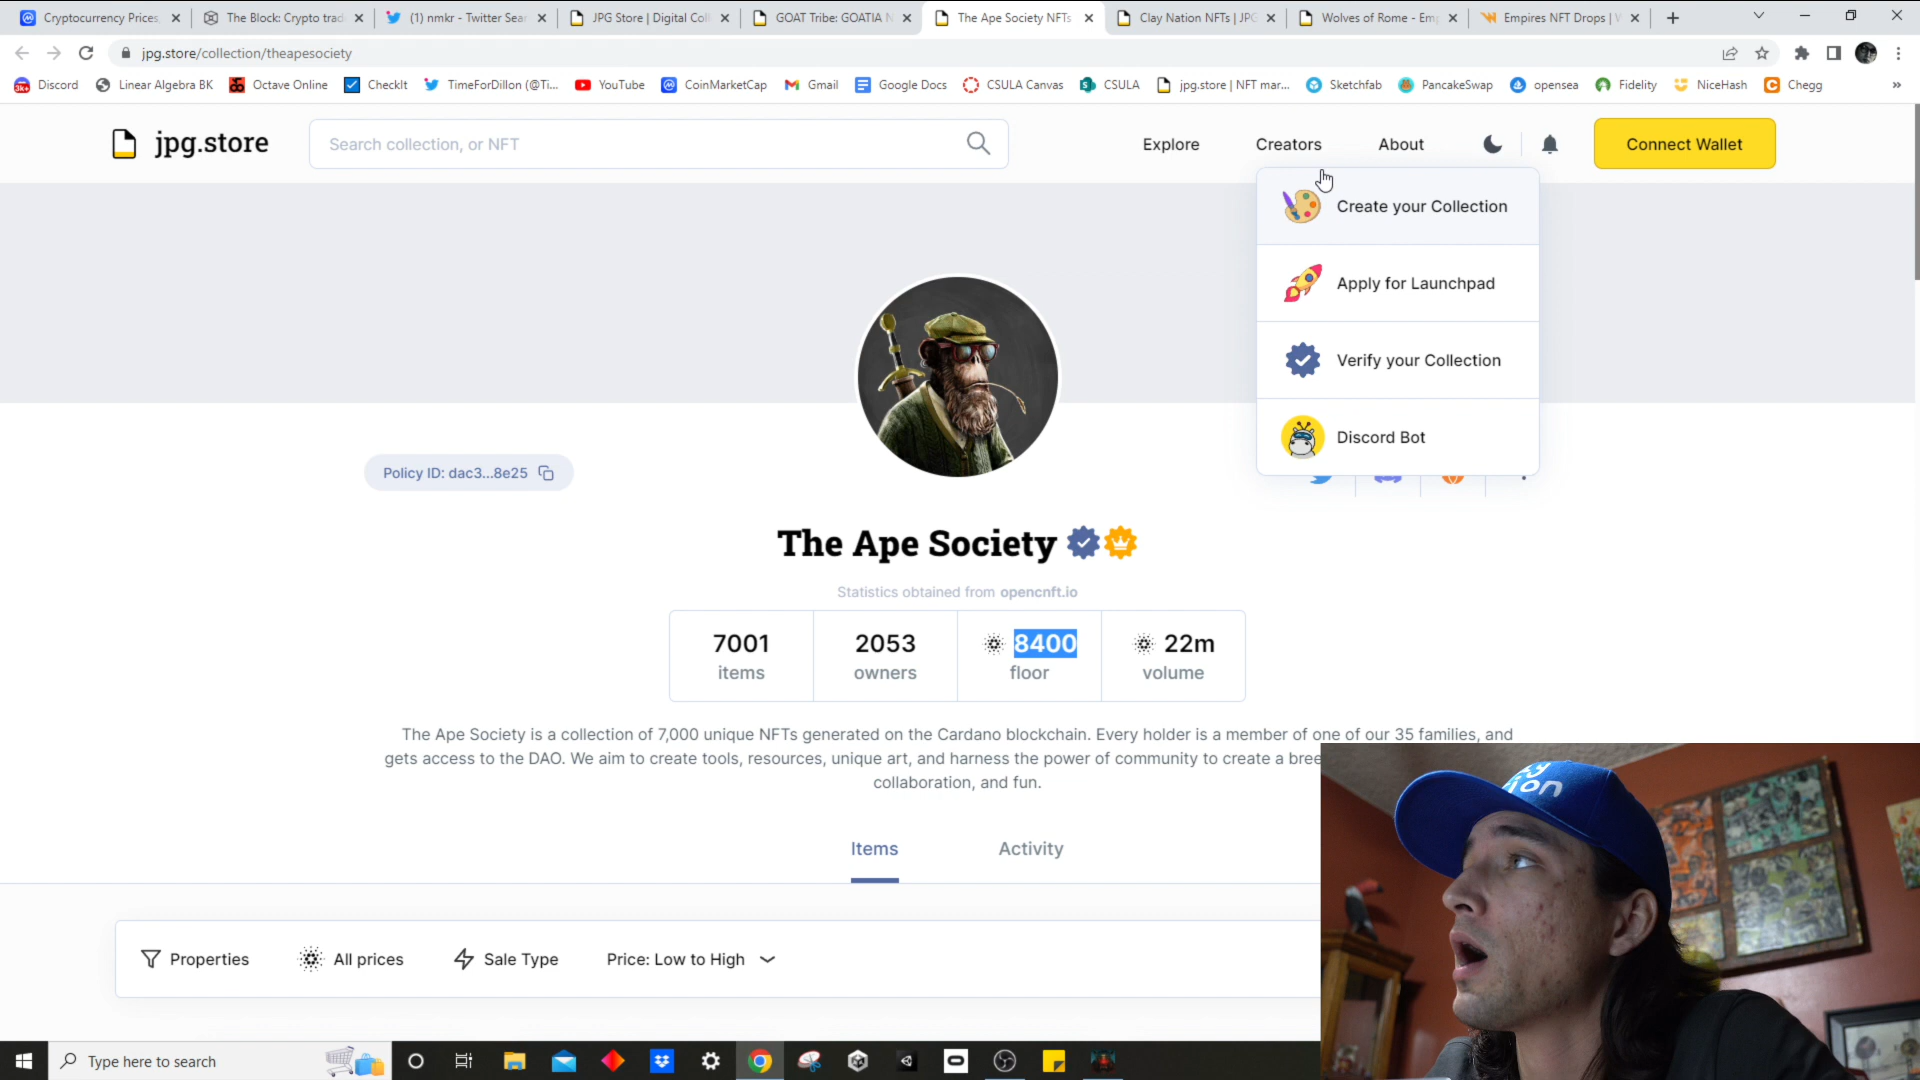 Cryptocurrency Prices,
The Block: Crypto trad
(1) nmkr - Twitter Sear
JPG Store | Digital Coll
GOAT Tribe: GOATIA N
The Ape Society NFTs
Clay Nation NFTs | JPG
Wolves of Rome - Emp
Empires NFT Drops | V
jpg.store/collection/theapesociety
3k+
Discord
Linear Algebra BK
Octave Online
CheckIt
TimeForDillon (@Ti...
YouTube
CoinMarketCap
Gmail
Google Docs
CSULA Canvas
CSULA
jpg.store | NFT mar...
Sketchfab
PancakeSwap
opensea
Fidelity
NiceHash
Chegg
»
jpg.store
Search collection, or NFT
Explore
Creators
About
Connect Wallet
Create your Collection
Apply for Launchpad
Verify your Collection
Discord Bot
Policy ID: dac3...8e25
The Ape Society
Statistics obtained from opencnft.io
7001
items
2053
owners
8400
floor
22m
volume
The Ape Society is a collection of 7,000 unique NFTs generated on the Cardano blockchain. Every holder is a member of one of our 35 families, and
gets access to the DAO. We aim to create tools, resources, unique art, and harness the power of community to create a bree
collaboration, and fun.
Items
Activity
Properties
All prices
Sale Type
Price: Low to High
Type here to search